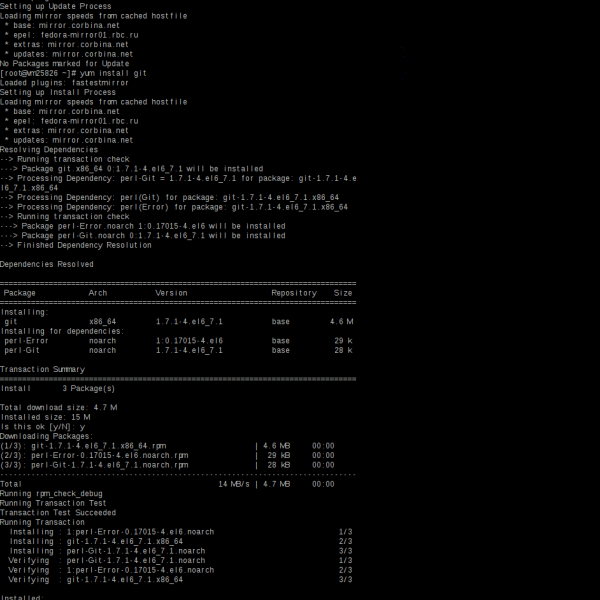 Setting up Update Process
Loading mirror speeds from cached hostfile
* base: mirror.corbina.net
* epel: fedora-mirror01.rbc.ru
* extras: mirror.corbina.net
* updates: mirror.corbina.net
No Packages marked for Update
[root@vm25826 ~]# yum install git
Loaded plugins: fastestmirror
Setting up Install Process
Loading mirror speeds from cached hostfile
* base: mirror.corbina.net
* epel: fedora-mirror01.rbc.ru
* extras: mirror.corbina.net
* updates: mirror.corbina.net
Resolving Dependencies
--> Running transaction check
---> Package git.x86_64 0:1.7.1-4.el6_7.1 will be installed
--> Processing Dependency: perl-Git = 1.7.1-4.el6_7.1 for package: git-1.7.1-4.e
l6_7.1.x86_64
--> Processing Dependency: perl(Git) for package: git-1.7.1-4.el6_7.1.x86_64
--> Processing Dependency: perl(Error) for package: git-1.7.1-4.el6_7.1.x86_64
--> Running transaction check
---> Package perl-Error.noarch 1:0.17015-4.el6 will be installed
---> Package perl-Git.noarch 0:1.7.1-4.el6_7.1 will be installed
--> Finished Dependency Resolution
Dependencies Resolved
================================================================================
Package Arch Version Repository Size
================================================================================
Installing:
git x86_64 1.7.1-4.el6_7.1 base 4.6 M
Installing for dependencies:
perl-Error noarch 1:0.17015-4.el6 base 29 k
perl-Git noarch 1.7.1-4.el6_7.1 base 28 k
Transaction Summary
================================================================================
Install 3 Package(s)
Total download size: 4.7 M
Installed size: 15 M
Is this ok [y/N]: y
Downloading Packages:
(1/3): git-1.7.1-4.el6_7.1.x86_64.rpm | 4.6 MB 00:00
(2/3): perl-Error-0.17015-4.el6.noarch.rpm | 29 kB 00:00
(3/3): perl-Git-1.7.1-4.el6_7.1.noarch.rpm | 28 kB 00:00
--------------------------------------------------------------------------------
Total 14 MB/s | 4.7 MB 00:00
Running rpm_check_debug
Running Transaction Test
Transaction Test Succeeded
Running Transaction
Installing : 1:perl-Error-0.17015-4.el6.noarch 1/3
Installing : git-1.7.1-4.el6_7.1.x86_64 2/3
Installing : perl-Git-1.7.1-4.el6_7.1.noarch 3/3
Verifying : perl-Git-1.7.1-4.el6_7.1.noarch 1/3
Verifying : 1:perl-Error-0.17015-4.el6.noarch 2/3
Verifying : git-1.7.1-4.el6_7.1.x86_64 3/3
Installed: